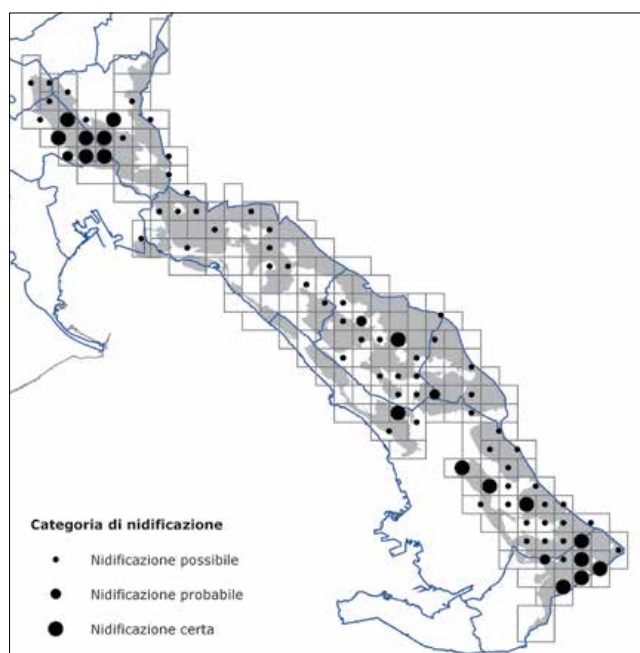 Categoria di nidificazione
Nidificazione possibile
Nidificazione probabile
Nidificazione certa